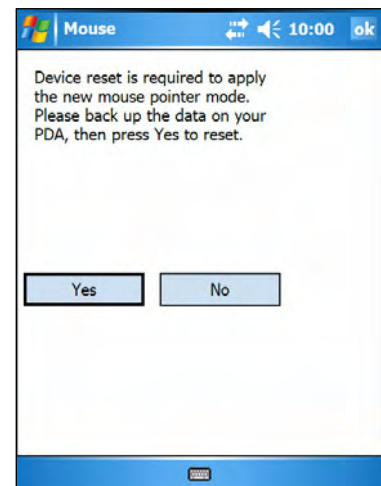 Mouse 10:00 ok
Device reset is required to apply
the new mouse pointer mode.
Please back up the data on your
PDA, then press Yes to reset.
Yes No